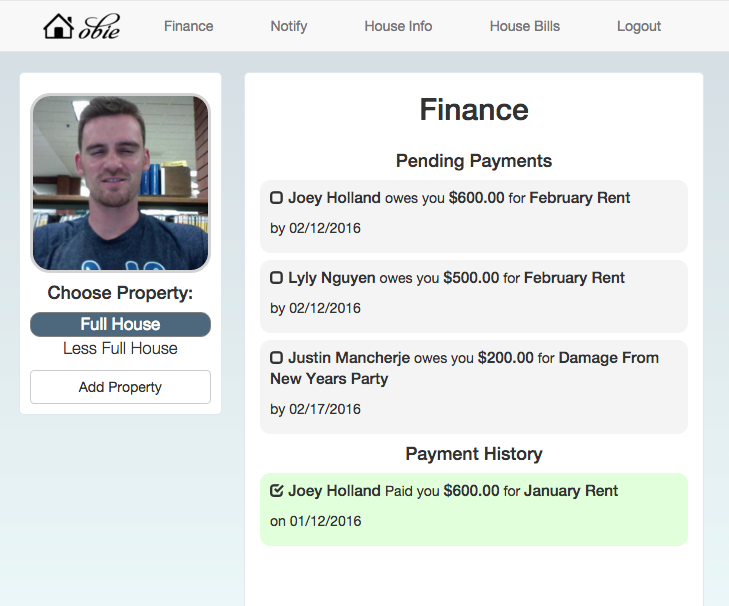 obie
Finance
Notify
House Info
House Bills
Logout
Choose Property:
Full House
Less Full House
Add Property
Finance
Pending Payments
Joey Holland owes you $600.00 for February Rent
by 02/12/2016
Lyly Nguyen owes you $500.00 for February Rent
by 02/12/2016
Justin Mancherje owes you $200.00 for Damage From
New Years Party
by 02/17/2016
Payment History
Joey Holland Paid you $600.00 for January Rent
on 01/12/2016